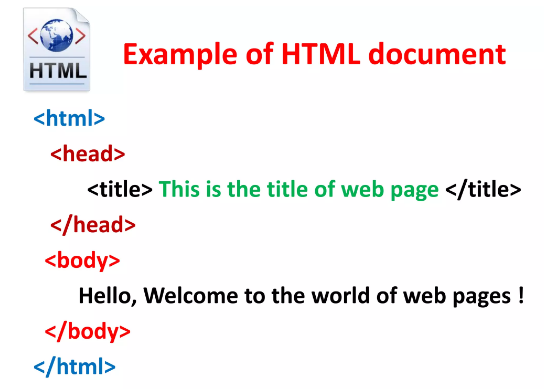 HTML
Example of HTML document
<html>
<head>
<title> This is the title of web page </title>
</head>
<body>
Hello, Welcome to the world of web pages !
</body>
</html>